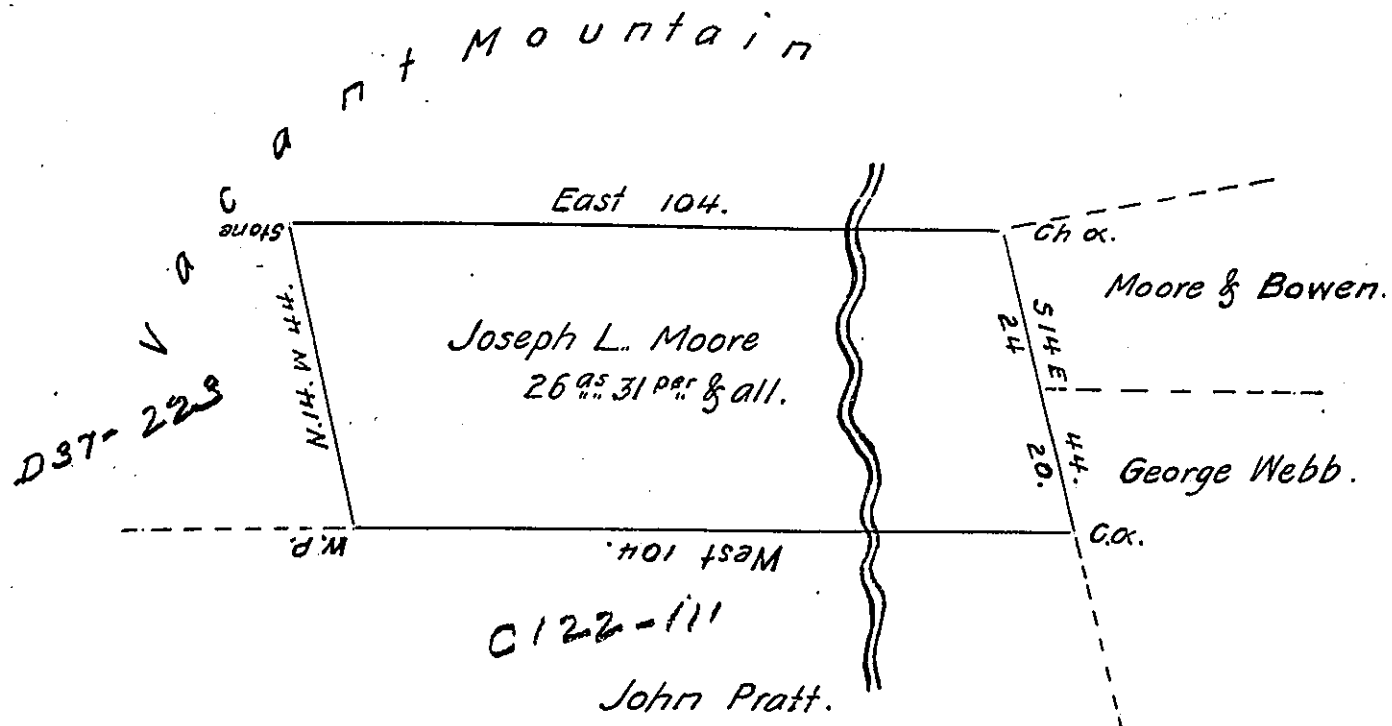 Vacant Mountain
East 104.
Stone
Ch α.
Moore & Bowen.
N.14.W 44.
S 14 E
24
Joseph L. Moore
26 as 31 per & all.
D37-223
44.
20.
George Webb.
W.P.
West 104.
C.α.
C122-111
John Pratt.